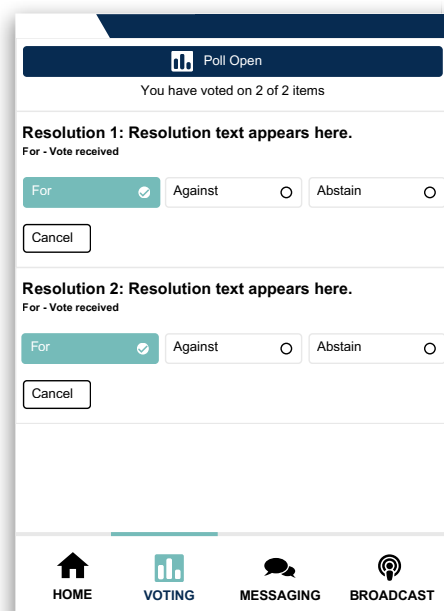 Poll Open
You have voted on 2 of 2 items
Resolution 1: Resolution text appears here.
For - Vote received
For Against Abstain
Cancel
Resolution 2: Resolution text appears here.
For - Vote received
For Against Abstain
Cancel
HOME VOTING MESSAGING BROADCAST